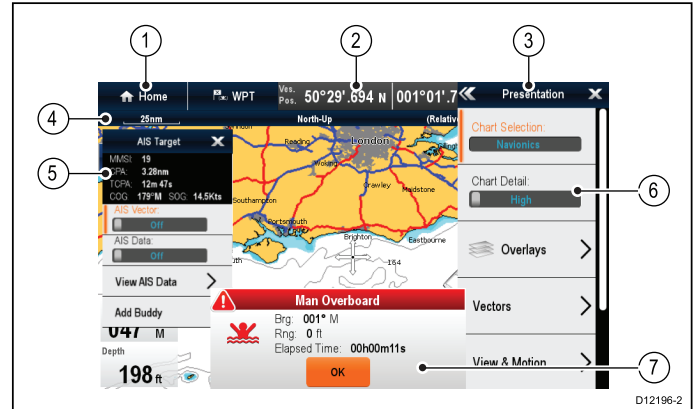 1 2 3
Home WPT Ves. Pos. 50°29'.694 N 001°01'.7 Presentation X
4 25nm North-Up (Relative
AIS Target X
5 MMSI: 19
CPA: 3.28nm
TCPA: 12m 47s
COG: 179°M SOG: 14.5Kts
AIS Vector:
Off
AIS Data:
Off
View AIS Data
Add Buddy
047 M
Depth
198 ft
Reading
London
Woking
Crawley
Maidstone
Southampton
Portsmouth
Brighton
Eastbourne
164
Man Overboard
Brg: 001° M
Rng: 0 ft
Elapsed Time: 00h00m11s
OK
Chart Selection:
Navionics
Chart Detail:
High
6
Overlays
Vectors
View & Motion
7
D12196-2